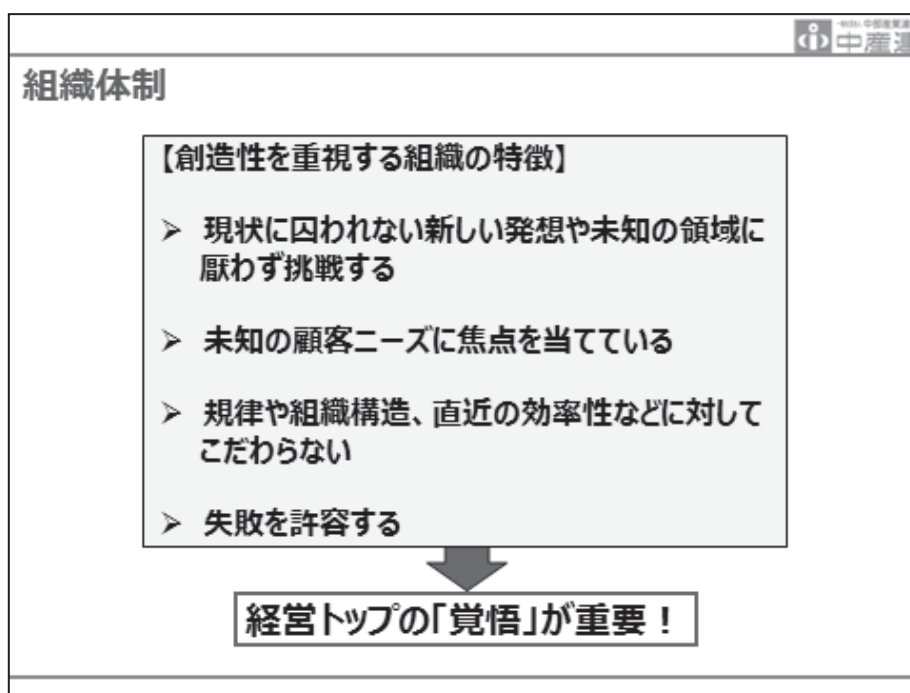 中産連
組織体制
【創造性を重視する組織の特徴】
➢ 現状に囚われない新しい発想や未知の領域に
厭わず挑戦する
➢ 未知の顧客ニーズに焦点を当てている
➢ 規律や組織構造、直近の効率性などに対して
こだわらない
➢ 失敗を許容する
経営トップの「覚悟」が重要！